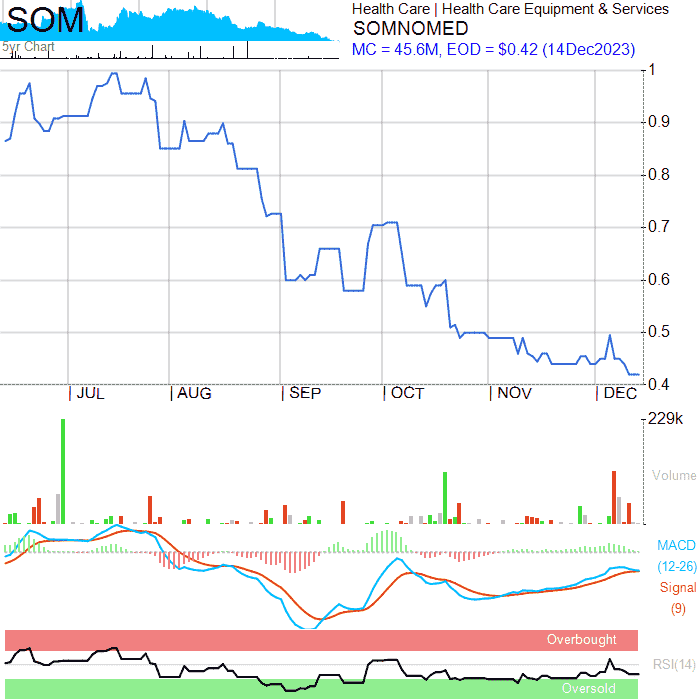 SOM
5yr Chart
Health Care | Health Care Equipment & Services
SOMNOMED
MC = 45.6M, EOD = $0.42 (14Dec2023)
1
0.9
0.8
0.7
0.6
0.5
0.4
JUL
AUG
SEP
OCT
NOV
DEC
229k
Volume
MACD
(12-26)
Signal
(9)
Overbought
RSI(14)
Oversold